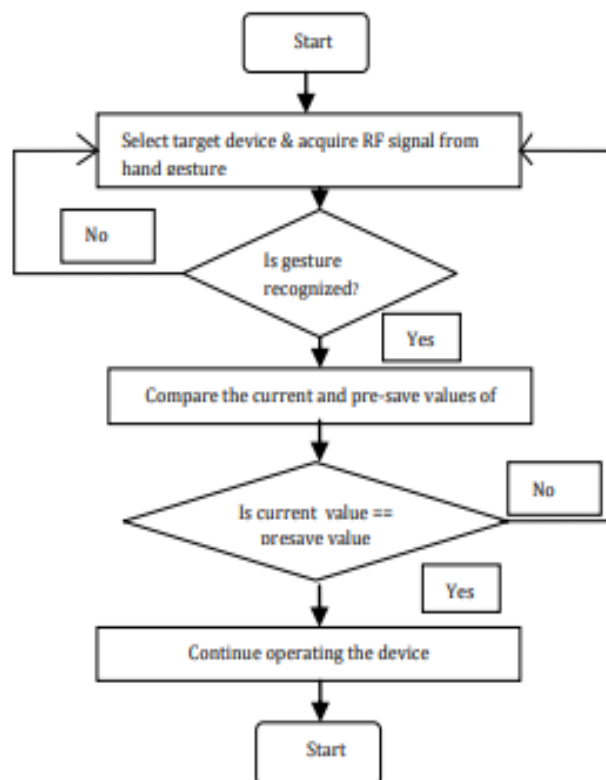 Start
Select target device & acquire RF signal from
hand gesture
No
Is gesture
recognized?
Yes
Compare the current and pre-save values of
No
Is current value ==
presave value
Yes
Continue operating the device
Start